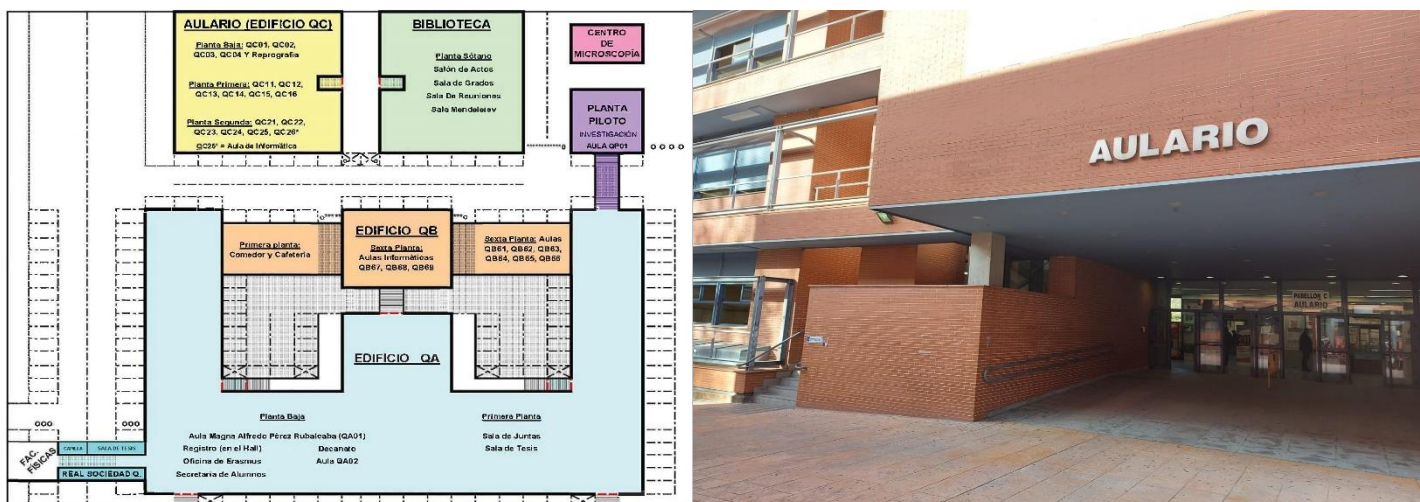 AULARIO (EDIFICIO QC)
Planta Baja: QC01, QC02,
QC03, QC04 Y Reprografía
Planta Primera: QC11, QC12,
QC13, QC14, QC15, QC16
Planta Segunda: QC21, QC22,
QC23, QC24, QC25, QC26*
QC26* = Aula de Informática
BIBLIOTECA
Planta Sótano
Salón de Actos
Sala de Grados
Sala De Reuniones
Sala Mendeleiev
CENTRO
DE
MICROSCOPÍA
PLANTA
PILOTO
INVESTIGACIÓN
AULA QP01
Primera planta:
Comedor y Cafetería
EDIFICIO QB
Sexta Planta:
Aulas Informáticas
QB67, QB68, QB69
Sexta Planta: Aulas
QB61, QB62, QB63,
QB64, QB65, QB66
EDIFICIO QA
Planta Baja
Aula Magna Alfredo Pérez Rubalcaba (QA01)
Registro (en el Hall)
Decanato
Oficina de Erasmus
Aula QA02
Secretaría de Alumnos
Primera Planta
Sala de Juntas
Sala de Tesis
FAC.
FÍSICAS
CAPILLA
SALA DE TESIS
REAL SOCIEDAD Q.
AULARIO
PABELLON C
AULARIO